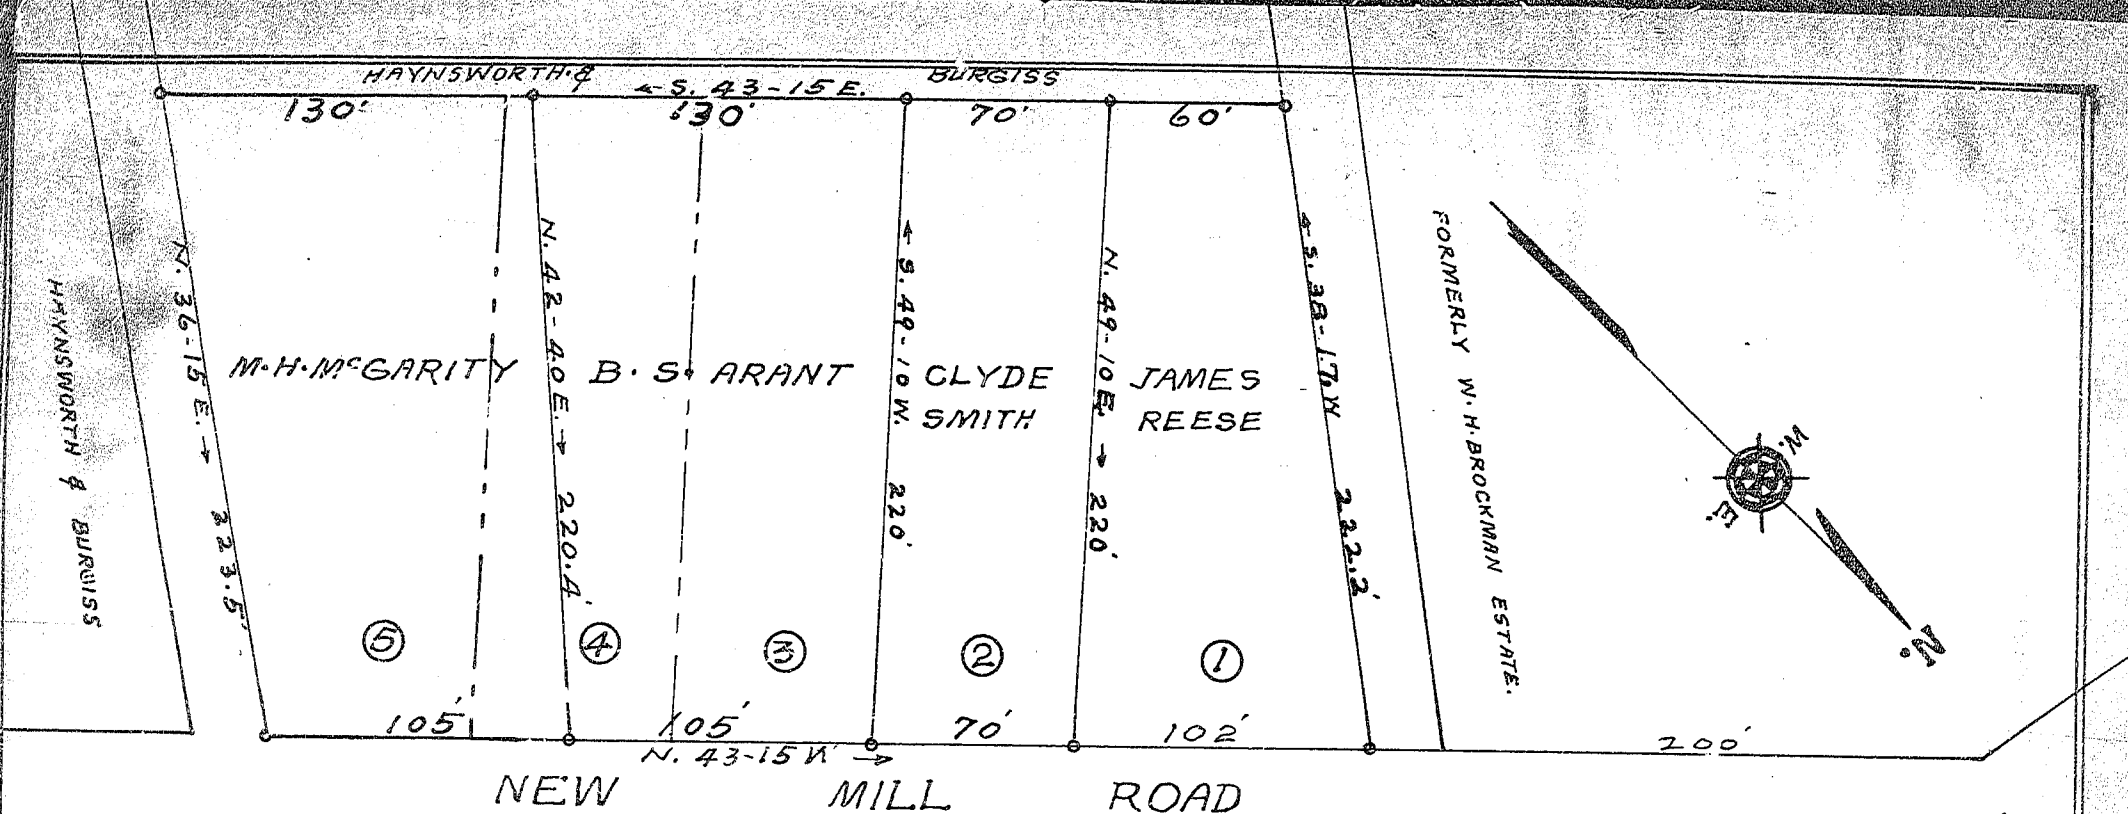 HAYNSWORTH & BURGISS
← S. 43-15 E.
130' 130' 70' 60'
HAYNSWORTH & BURGISS
N. 36-15 E. → 223.5'
M. H. McGARITY
N. 42-40 E. → 220.4'
B. S. ARANT
← S. 49-10 W. 220'
CLYDE
SMITH
N. 49-10 E. → 220'
JAMES
REESE
← S. 38-17 W 222.2'
FORMERLY W. H. BROCKMAN ESTATE.
W.
E.
N.
5 4 3 2 1
105' 105' 70' 102' 200'
N. 43-15 W →
NEW MILL ROAD